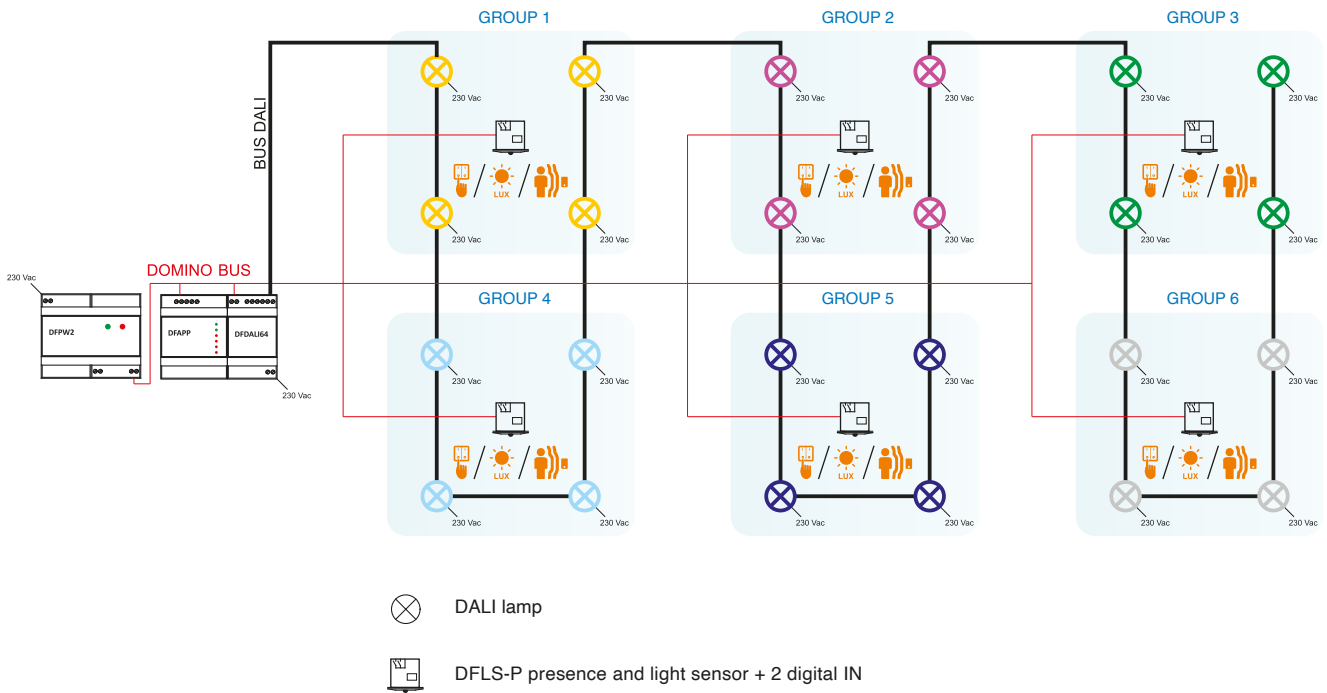 GROUP 1
GROUP 2
GROUP 3
230 Vac
230 Vac
230 Vac
230 Vac
230 Vac
230 Vac
BUS DALI
LUX
LUX
LUX
230 Vac
230 Vac
230 Vac
230 Vac
230 Vac
230 Vac
DOMINO BUS
230 Vac
GROUP 4
GROUP 5
GROUP 6
DFPW2
DFAPP
DFDALI64
230 Vac
230 Vac
230 Vac
230 Vac
230 Vac
230 Vac
230 Vac
LUX
LUX
LUX
230 Vac
230 Vac
230 Vac
230 Vac
230 Vac
230 Vac
DALI lamp
DFLS-P presence and light sensor + 2 digital IN